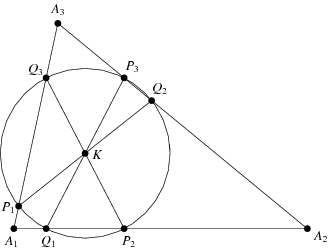 A₃
Q₃ P₃
Q₂
K
P₁
A₁ Q₁ P₂ A₂